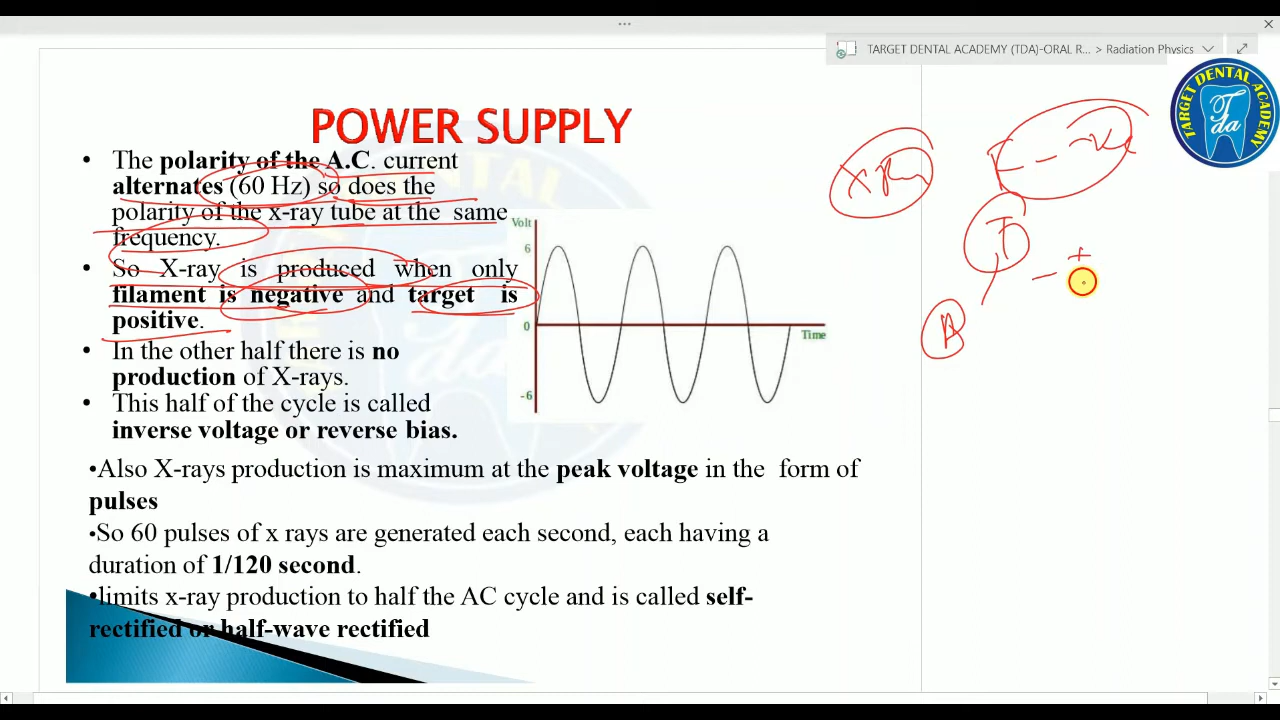 TARGET DENTAL ACADEMY (TDA)-ORAL R... > Radiation Physics
TARGET DENTAL ACADEMY
T
da
POWER SUPPLY
• The polarity of the A.C. current
alternates (60 Hz) so does the
polarity of the x-ray tube at the same
frequency.
• So X-ray is produced when only
filament is negative and target is
positive.
• In the other half there is no
production of X-rays.
• This half of the cycle is called
inverse voltage or reverse bias.
•Also X-rays production is maximum at the peak voltage in the form of
pulses
•So 60 pulses of x rays are generated each second, each having a
duration of 1/120 second.
•limits x-ray production to half the AC cycle and is called self-
rectified or half-wave rectified
Volt
6
0
-6
Time
X Ray
A
- +